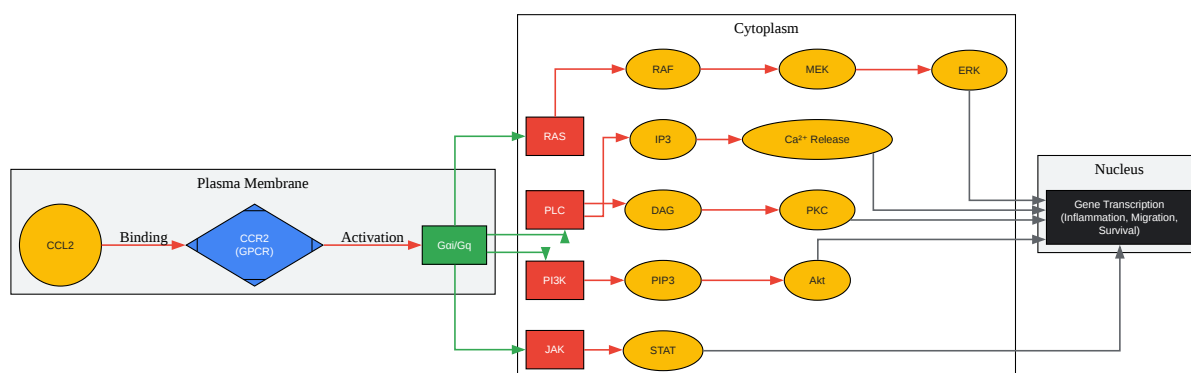 Cytoplasm
RAF
MEK
ERK
RAS
IP3
Ca²⁺ Release
Plasma Membrane
Nucleus
CCL2
Binding
CCR2
(GPCR)
Activation
Gαi/Gq
PLC
DAG
PKC
Gene Transcription
(Inflammation, Migration,
Survival)
PI3K
PIP3
Akt
JAK
STAT